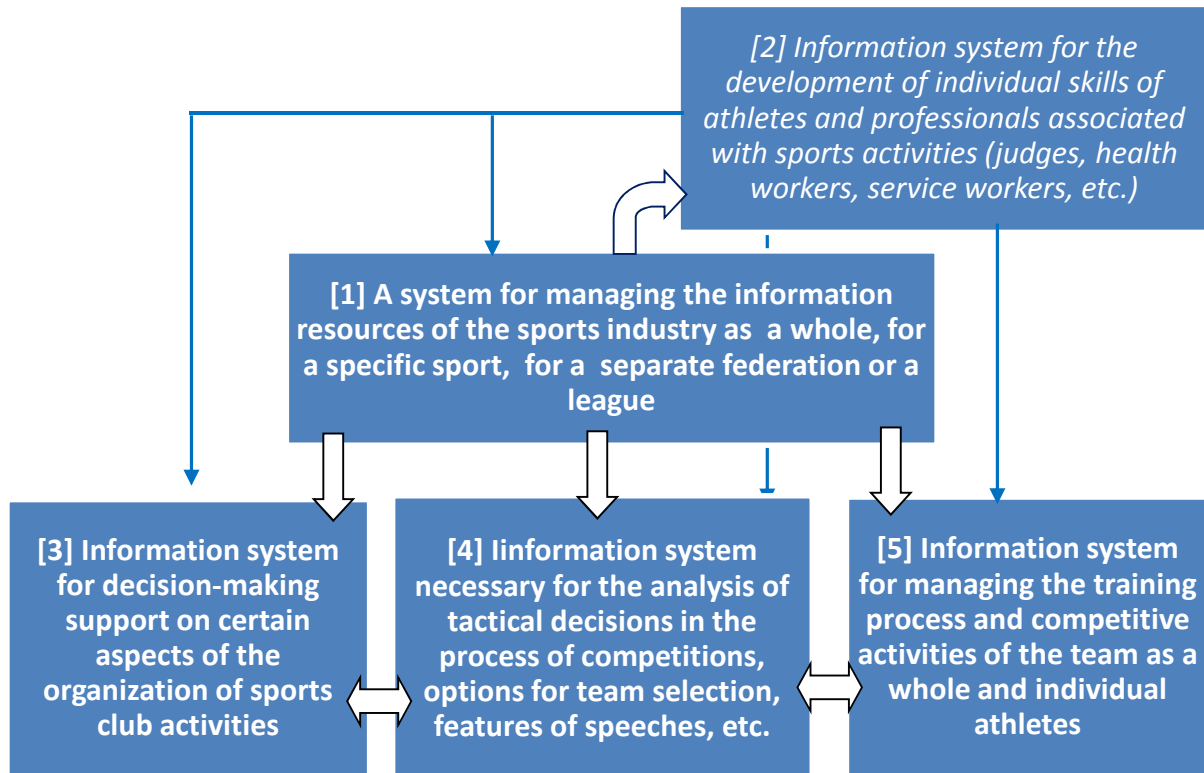 [2] Information system for the
development of individual skills of
athletes and professionals associated
with sports activities (judges, health
workers, service workers, etc.)
[1] A system for managing the information
resources of the sports industry as a whole, for
a specific sport, for a separate federation or a
league
[3] Information system
for decision-making
support on certain
aspects of the
organization of sports
club activities
[4] Iinformation system
necessary for the analysis of
tactical decisions in the
process of competitions,
options for team selection,
features of speeches, etc.
[5] Information system
for managing the training
process and competitive
activities of the team as a
whole and individual
athletes